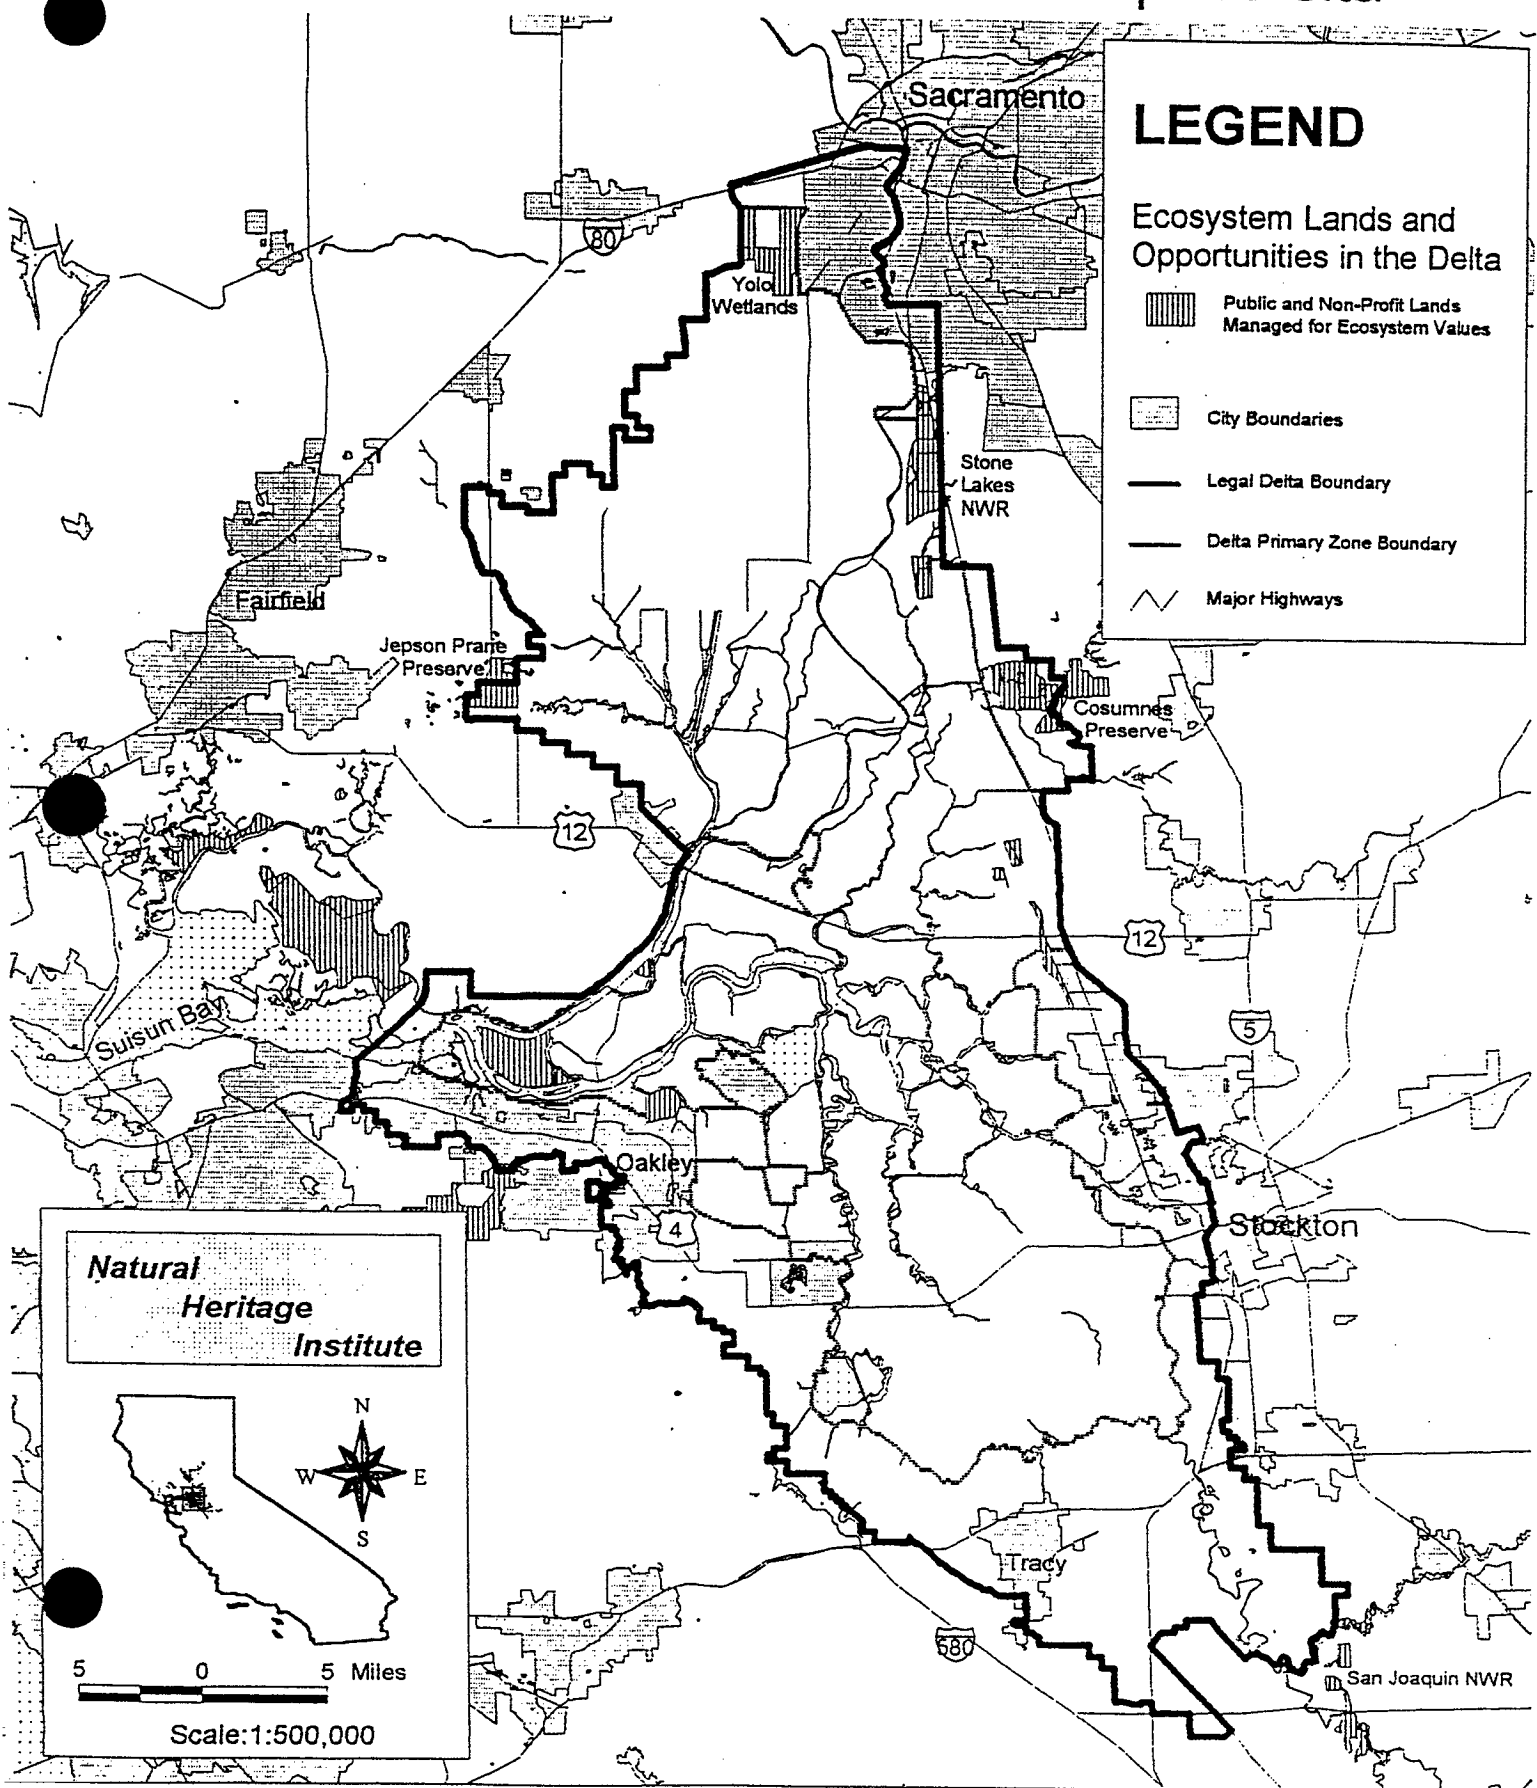 Sacramento
LEGEND
Ecosystem Lands and
Opportunities in the Delta
Public and Non-Profit Lands
Managed for Ecosystem Values
City Boundaries
Legal Delta Boundary
Delta Primary Zone Boundary
Major Highways
80
Yolo
Wetlands
Stone
Lakes
NWR
Fairfield
Jepson Prarie
Preserve
Cosumnes
Preserve
12
12
Suisun Bay
5
Oakley
4
Stockton
Natural
Heritage
Institute
N
W E
S
Tracy
580
San Joaquin NWR
5 0 5 Miles
Scale:1:500,000